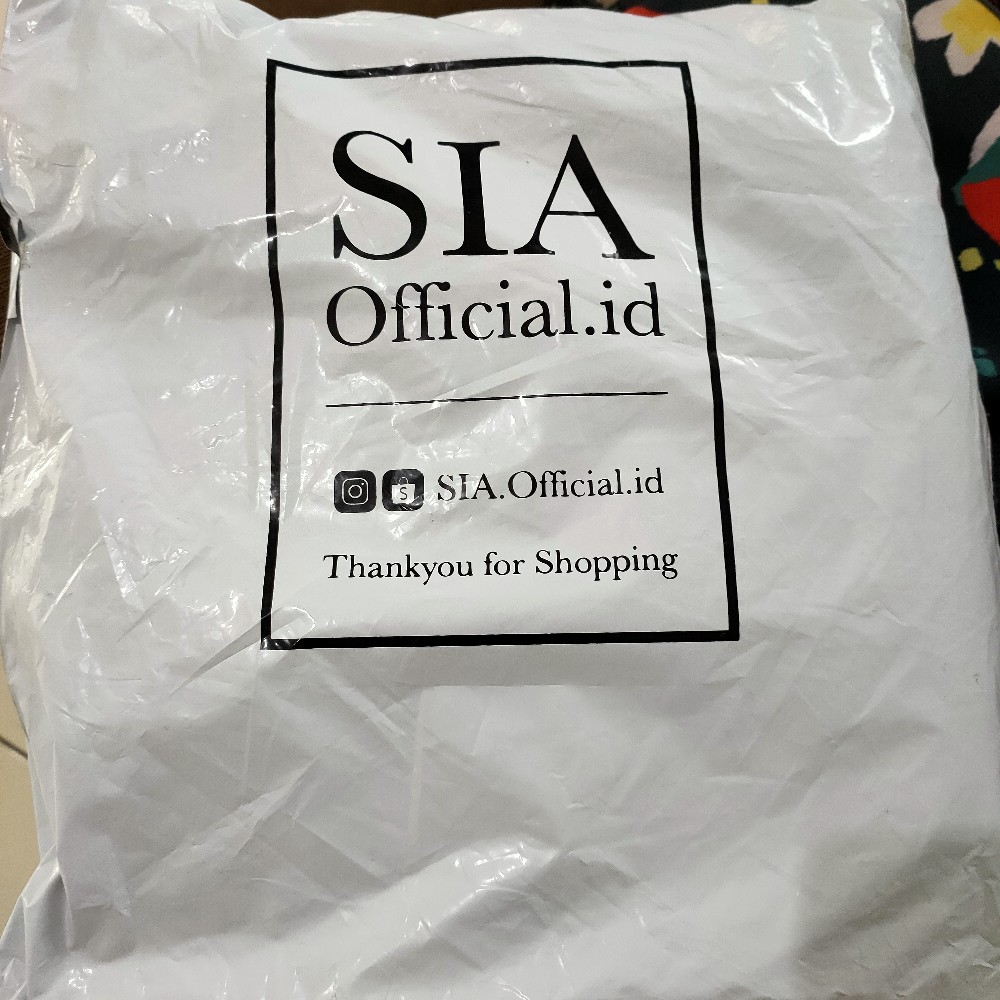 SIA
Official.id
SIA.Official.id
Thankyou for Shopping